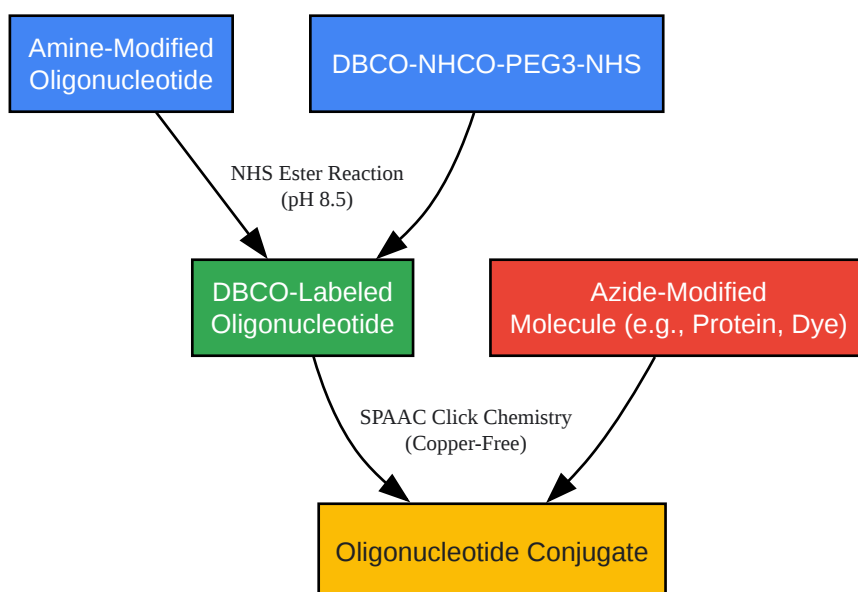 Amine-Modified
Oligonucleotide
DBCO-NHCO-PEG3-NHS
NHS Ester Reaction
(pH 8.5)
DBCO-Labeled
Oligonucleotide
Azide-Modified
Molecule (e.g., Protein, Dye)
SPAAC Click Chemistry
(Copper-Free)
Oligonucleotide Conjugate